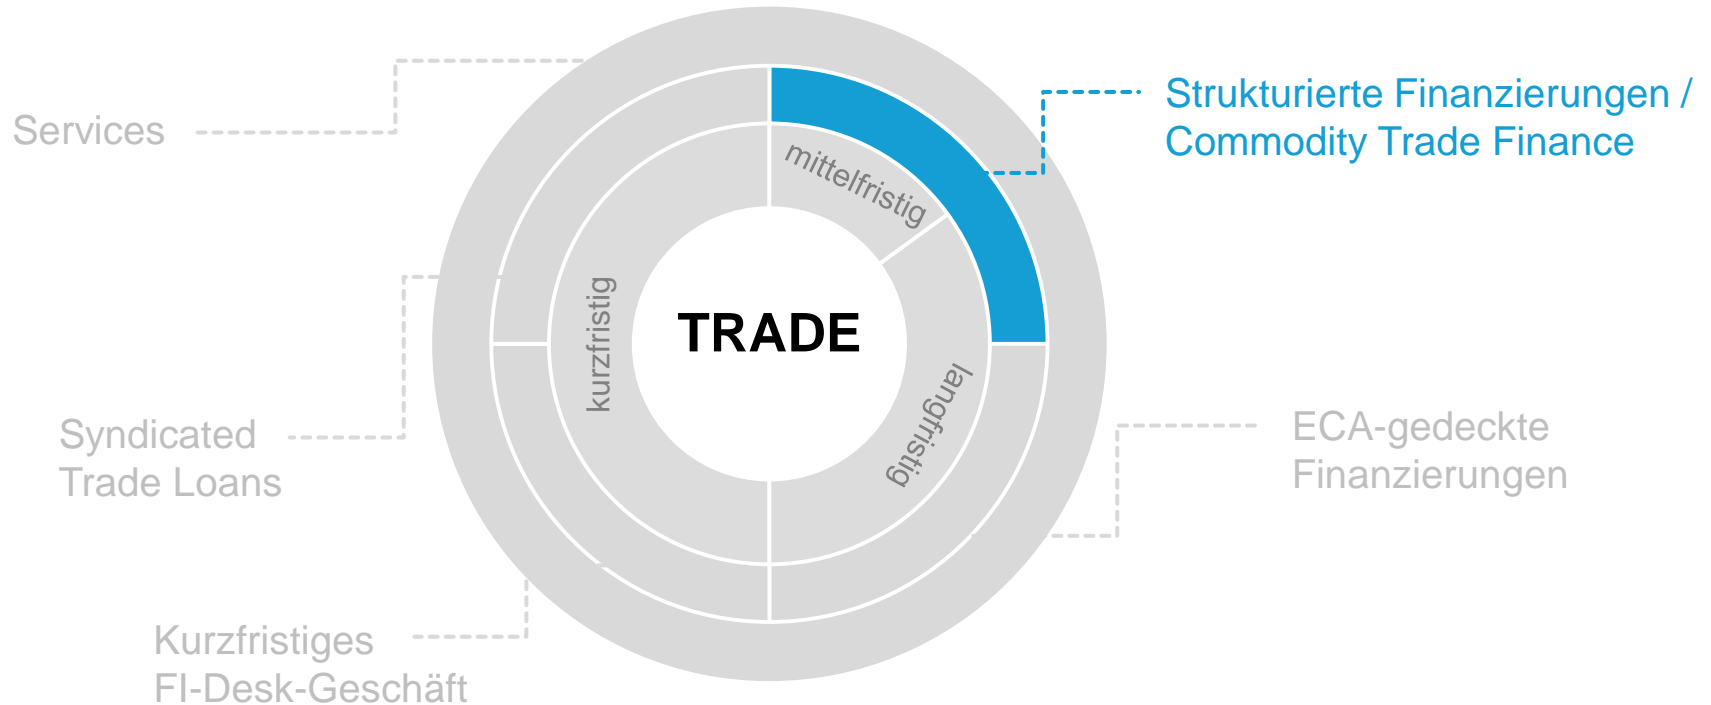 Services
Strukturierte Finanzierungen /
Commodity Trade Finance
mittelfristig
kurzfristig
TRADE
langfristig
Syndicated
Trade Loans
ECA-gedeckte
Finanzierungen
Kurzfristiges
FI-Desk-Geschäft